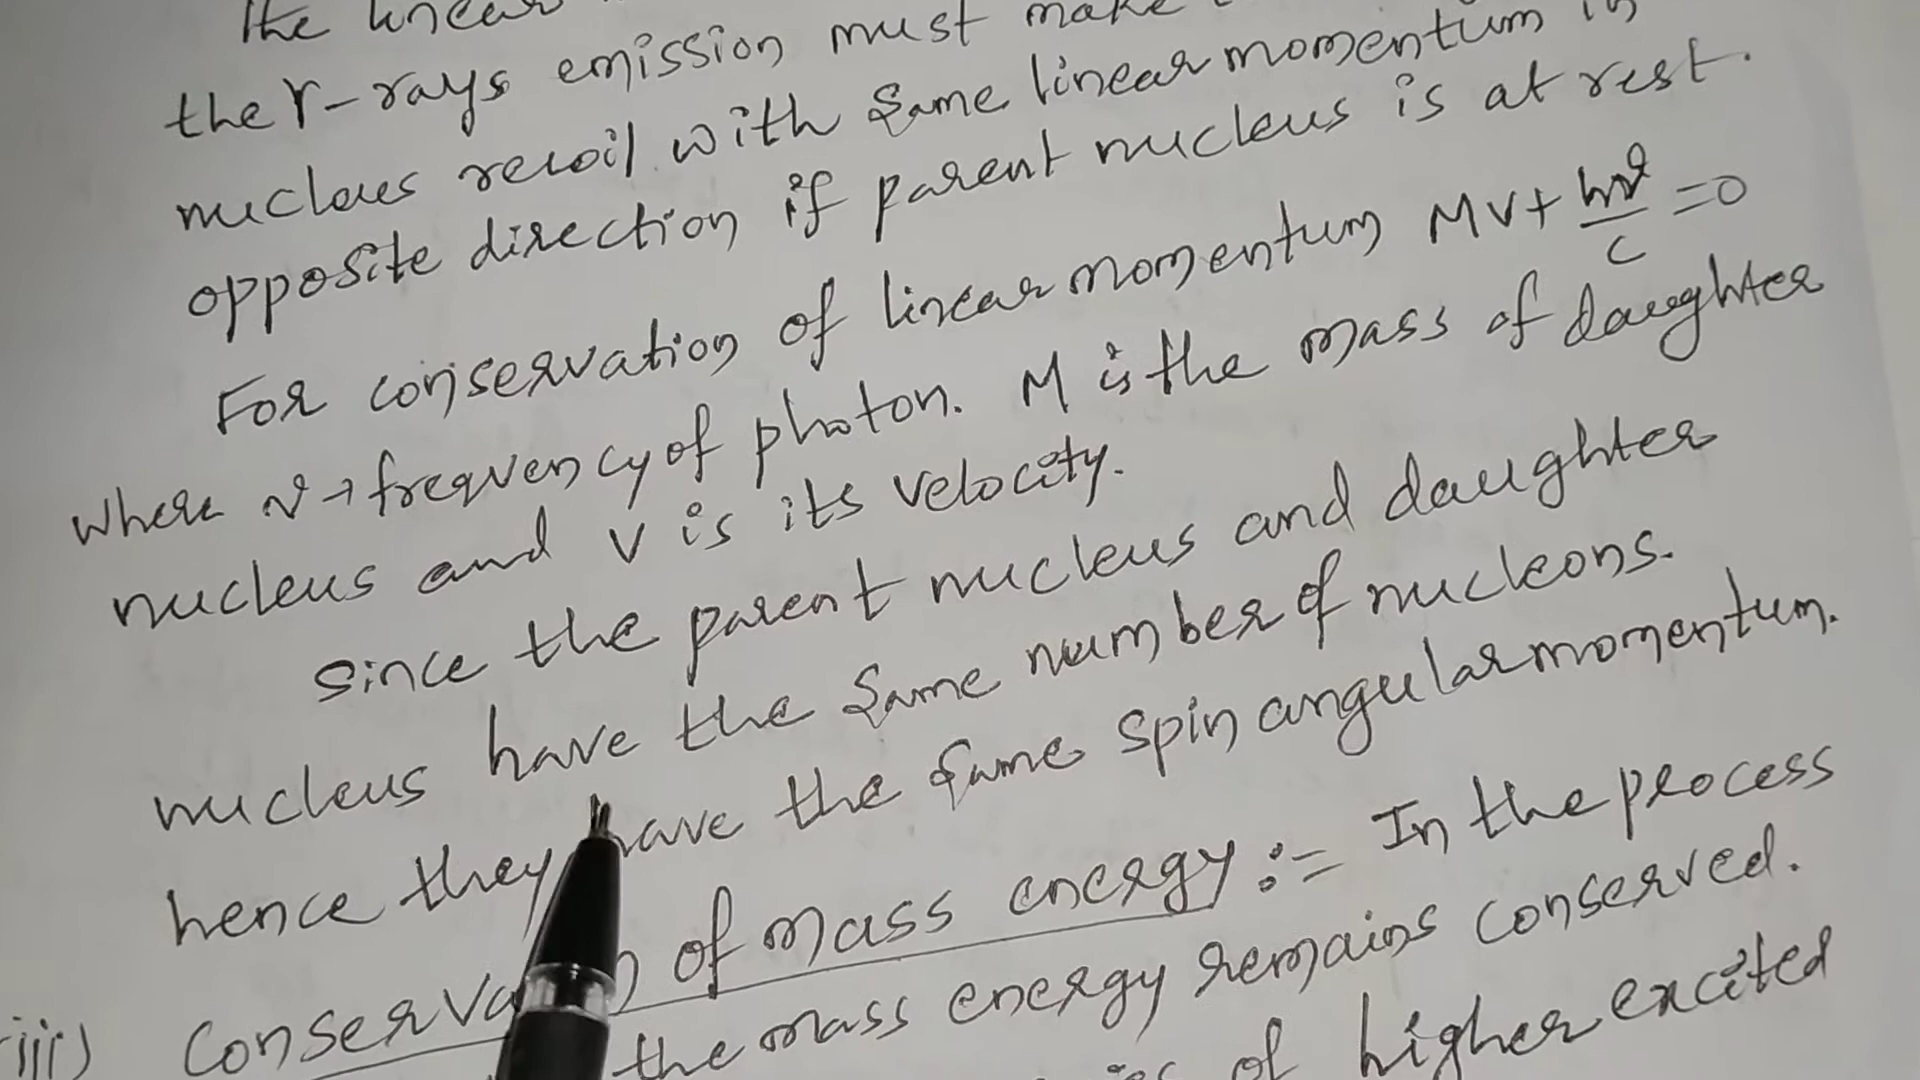 The linear
the γ-rays emission must make
nuclous recoil with same linear momentum in
opposite direction if parent nucleus is at rest.
For conservation of linear momentum MV + hν/c = 0
where ν → frequency of photon. M is the mass of daughter
nucleus and V is its velocity.
Since the parent nucleus and daughter
nucleus have the same number of nucleons.
hence they have the same spin angular momentum.
iii) Conserva of mass energy :- In the process
the mass energy remains conserved.
of higher excited